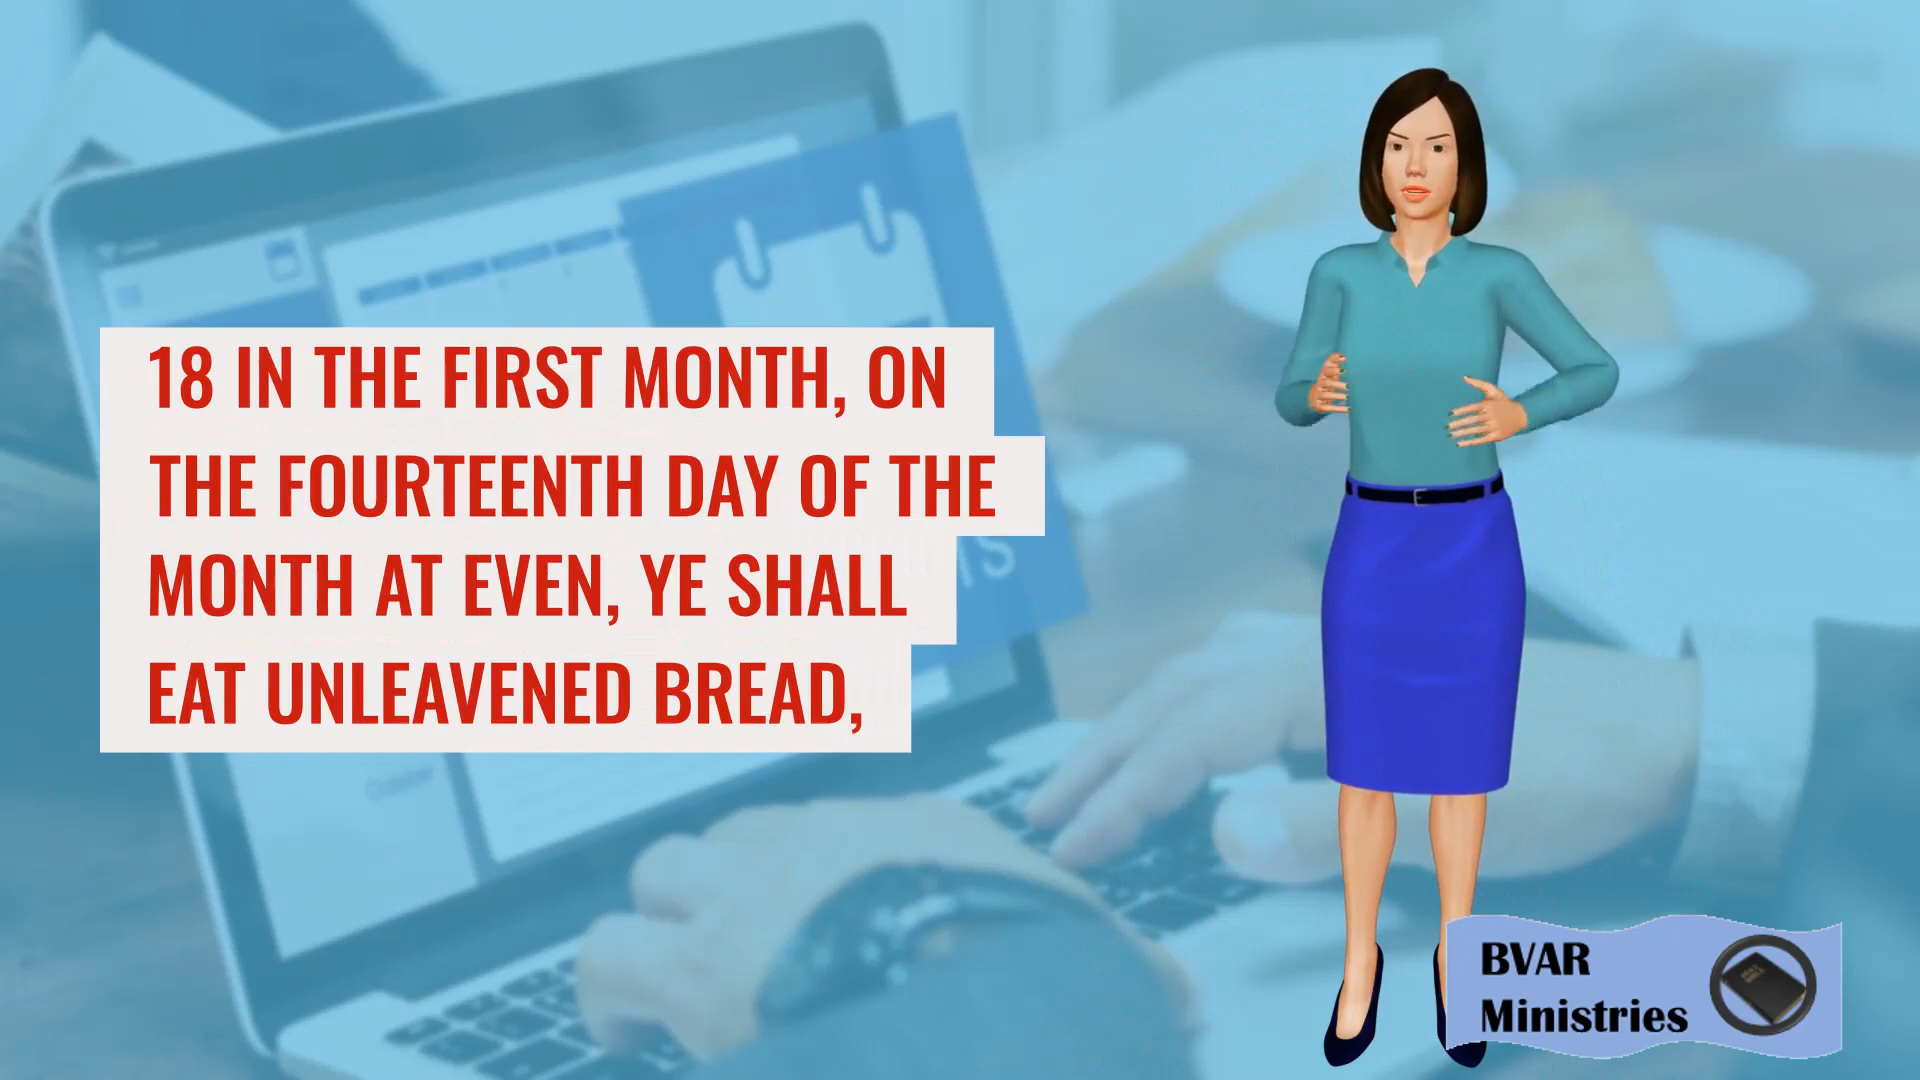 18 IN THE FIRST MONTH, ON
THE FOURTEENTH DAY OF THE
MONTH AT EVEN, YE SHALL
EAT UNLEAVENED BREAD,
BVAR
Ministries